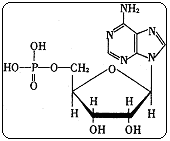 NH₂
N N
OH N N
HO-P-O-CH₂ O
O
H H H H
OH OH